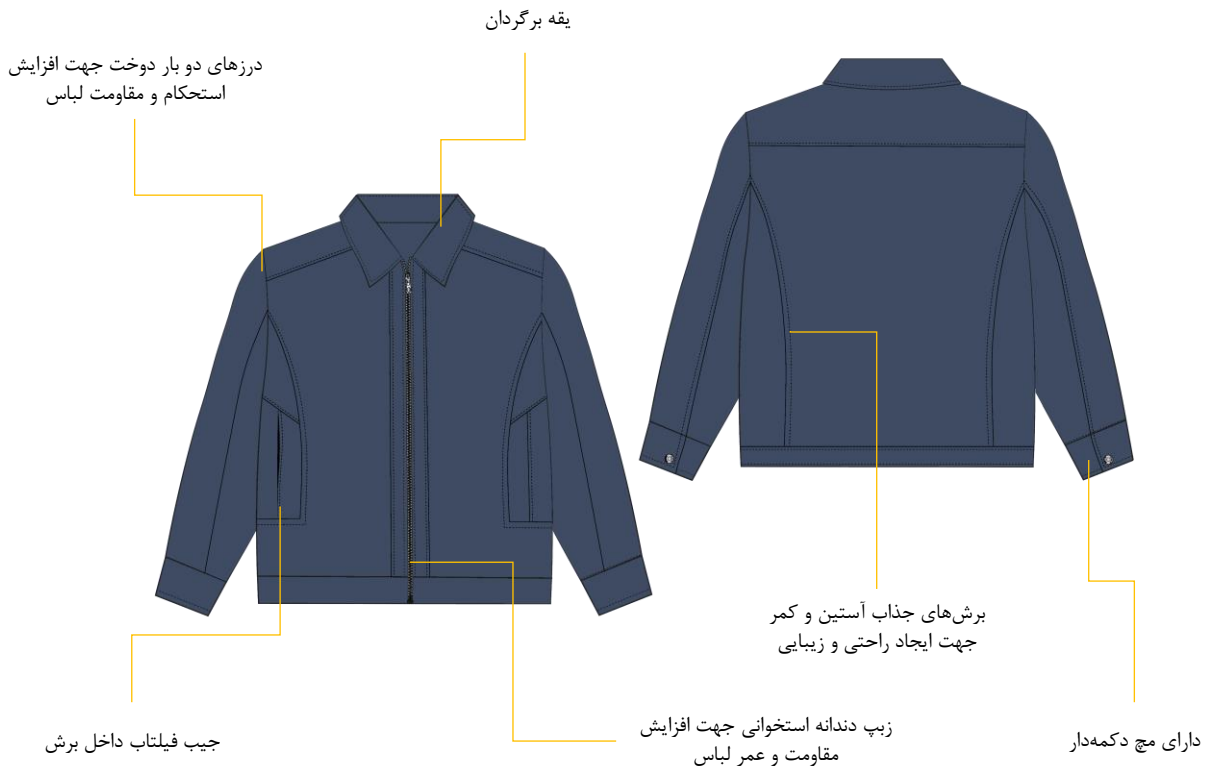 یقه برگردان
درزهای دو بار دوخت جهت افزایش
استحکام و مقاومت لباس
برش‌های جذاب آستین و کمر
جهت ایجاد راحتی و زیبایی
دارای مچ دکمه‌دار
زیپ دندانه استخوانی جهت افزایش
مقاومت و عمر لباس
جیب فیلتاب داخل برش